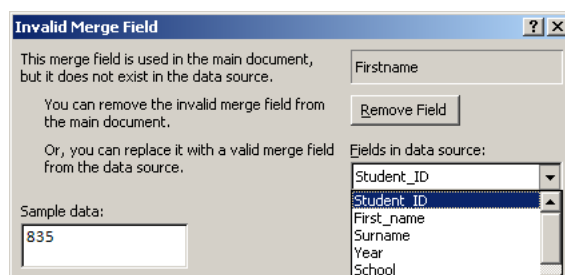 Invalid Merge Field
This merge field is used in the main document,
but it does not exist in the data source.
Firstname
You can remove the invalid merge field from
the main document.
Remove Field
Or, you can replace it with a valid merge field
from the data source.
Fields in data source:
Student_ID
Student_ID
First_name
Surname
Year
School
Sample data:
835